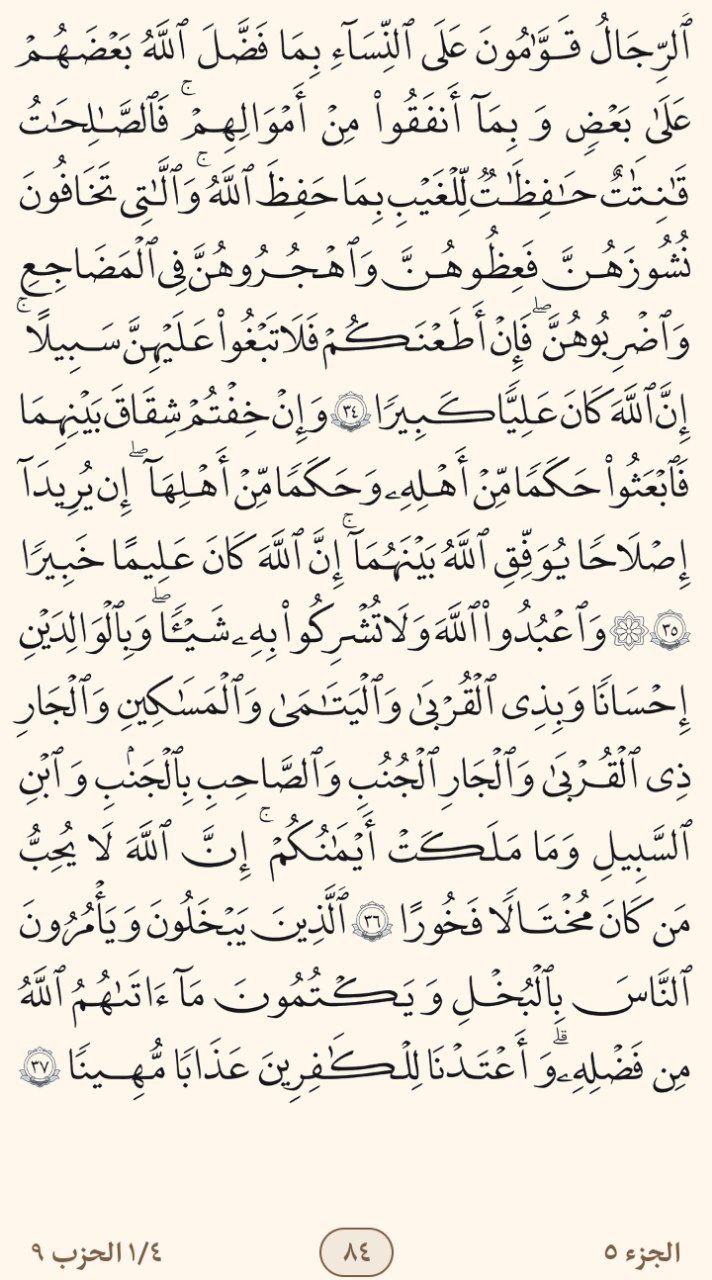 ٱلرِّجَالُ قَوَّٰمُونَ عَلَى ٱلنِّسَآءِ بِمَا فَضَّلَ ٱللَّهُ بَعۡضَهُمۡ
عَلَىٰ بَعۡضٖ وَبِمَآ أَنفَقُواْ مِنۡ أَمۡوَٰلِهِمۡۚ فَٱلصَّٰلِحَٰتُ
قَٰنِتَٰتٌ حَٰفِظَٰتٞ لِّلۡغَيۡبِ بِمَا حَفِظَ ٱللَّهُۚ وَٱلَّٰتِي تَخَافُونَ
نُشُوزَهُنَّ فَعِظُوهُنَّ وَٱهۡجُرُوهُنَّ فِي ٱلۡمَضَاجِعِ
وَٱضۡرِبُوهُنَّۖ فَإِنۡ أَطَعۡنَكُمۡ فَلَا تَبۡغُواْ عَلَيۡهِنَّ سَبِيلًاۚ
إِنَّ ٱللَّهَ كَانَ عَلِيّٗا كَبِيرٗا ٣٤ وَإِنۡ خِفۡتُمۡ شِقَاقَ بَيۡنِهِمَا
فَٱبۡعَثُواْ حَكَمٗا مِّنۡ أَهۡلِهِۦ وَحَكَمٗا مِّنۡ أَهۡلِهَآۖ إِن يُرِيدَآ
إِصۡلَٰحٗا يُوَفِّقِ ٱللَّهُ بَيۡنَهُمَآۚ إِنَّ ٱللَّهَ كَانَ عَلِيمًا خَبِيرٗا
٣٥ ۞ وَٱعۡبُدُواْ ٱللَّهَ وَلَا تُشۡرِكُواْ بِهِۦ شَيۡـٔٗاۖ وَبِٱلۡوَٰلِدَيۡنِ
إِحۡسَٰنٗا وَبِذِي ٱلۡقُرۡبَىٰ وَٱلۡيَتَٰمَىٰ وَٱلۡمَسَٰكِينِ وَٱلۡجَارِ
ذِي ٱلۡقُرۡبَىٰ وَٱلۡجَارِ ٱلۡجُنُبِ وَٱلصَّاحِبِ بِٱلۡجَنۢبِ وَٱبۡنِ
ٱلسَّبِيلِ وَمَا مَلَكَتۡ أَيۡمَٰنُكُمۡۚ إِنَّ ٱللَّهَ لَا يُحِبُّ
مَن كَانَ مُخۡتَالٗا فَخُورًا ٣٦ ٱلَّذِينَ يَبۡخَلُونَ وَيَأۡمُرُونَ
ٱلنَّاسَ بِٱلۡبُخۡلِ وَيَكۡتُمُونَ مَآ ءَاتَىٰهُمُ ٱللَّهُ
مِن فَضۡلِهِۦۗ وَأَعۡتَدۡنَا لِلۡكَٰفِرِينَ عَذَابٗا مُّهِينٗا ٣٧
الجزء ٥ ٨٤ ١/٤ الحزب ٩